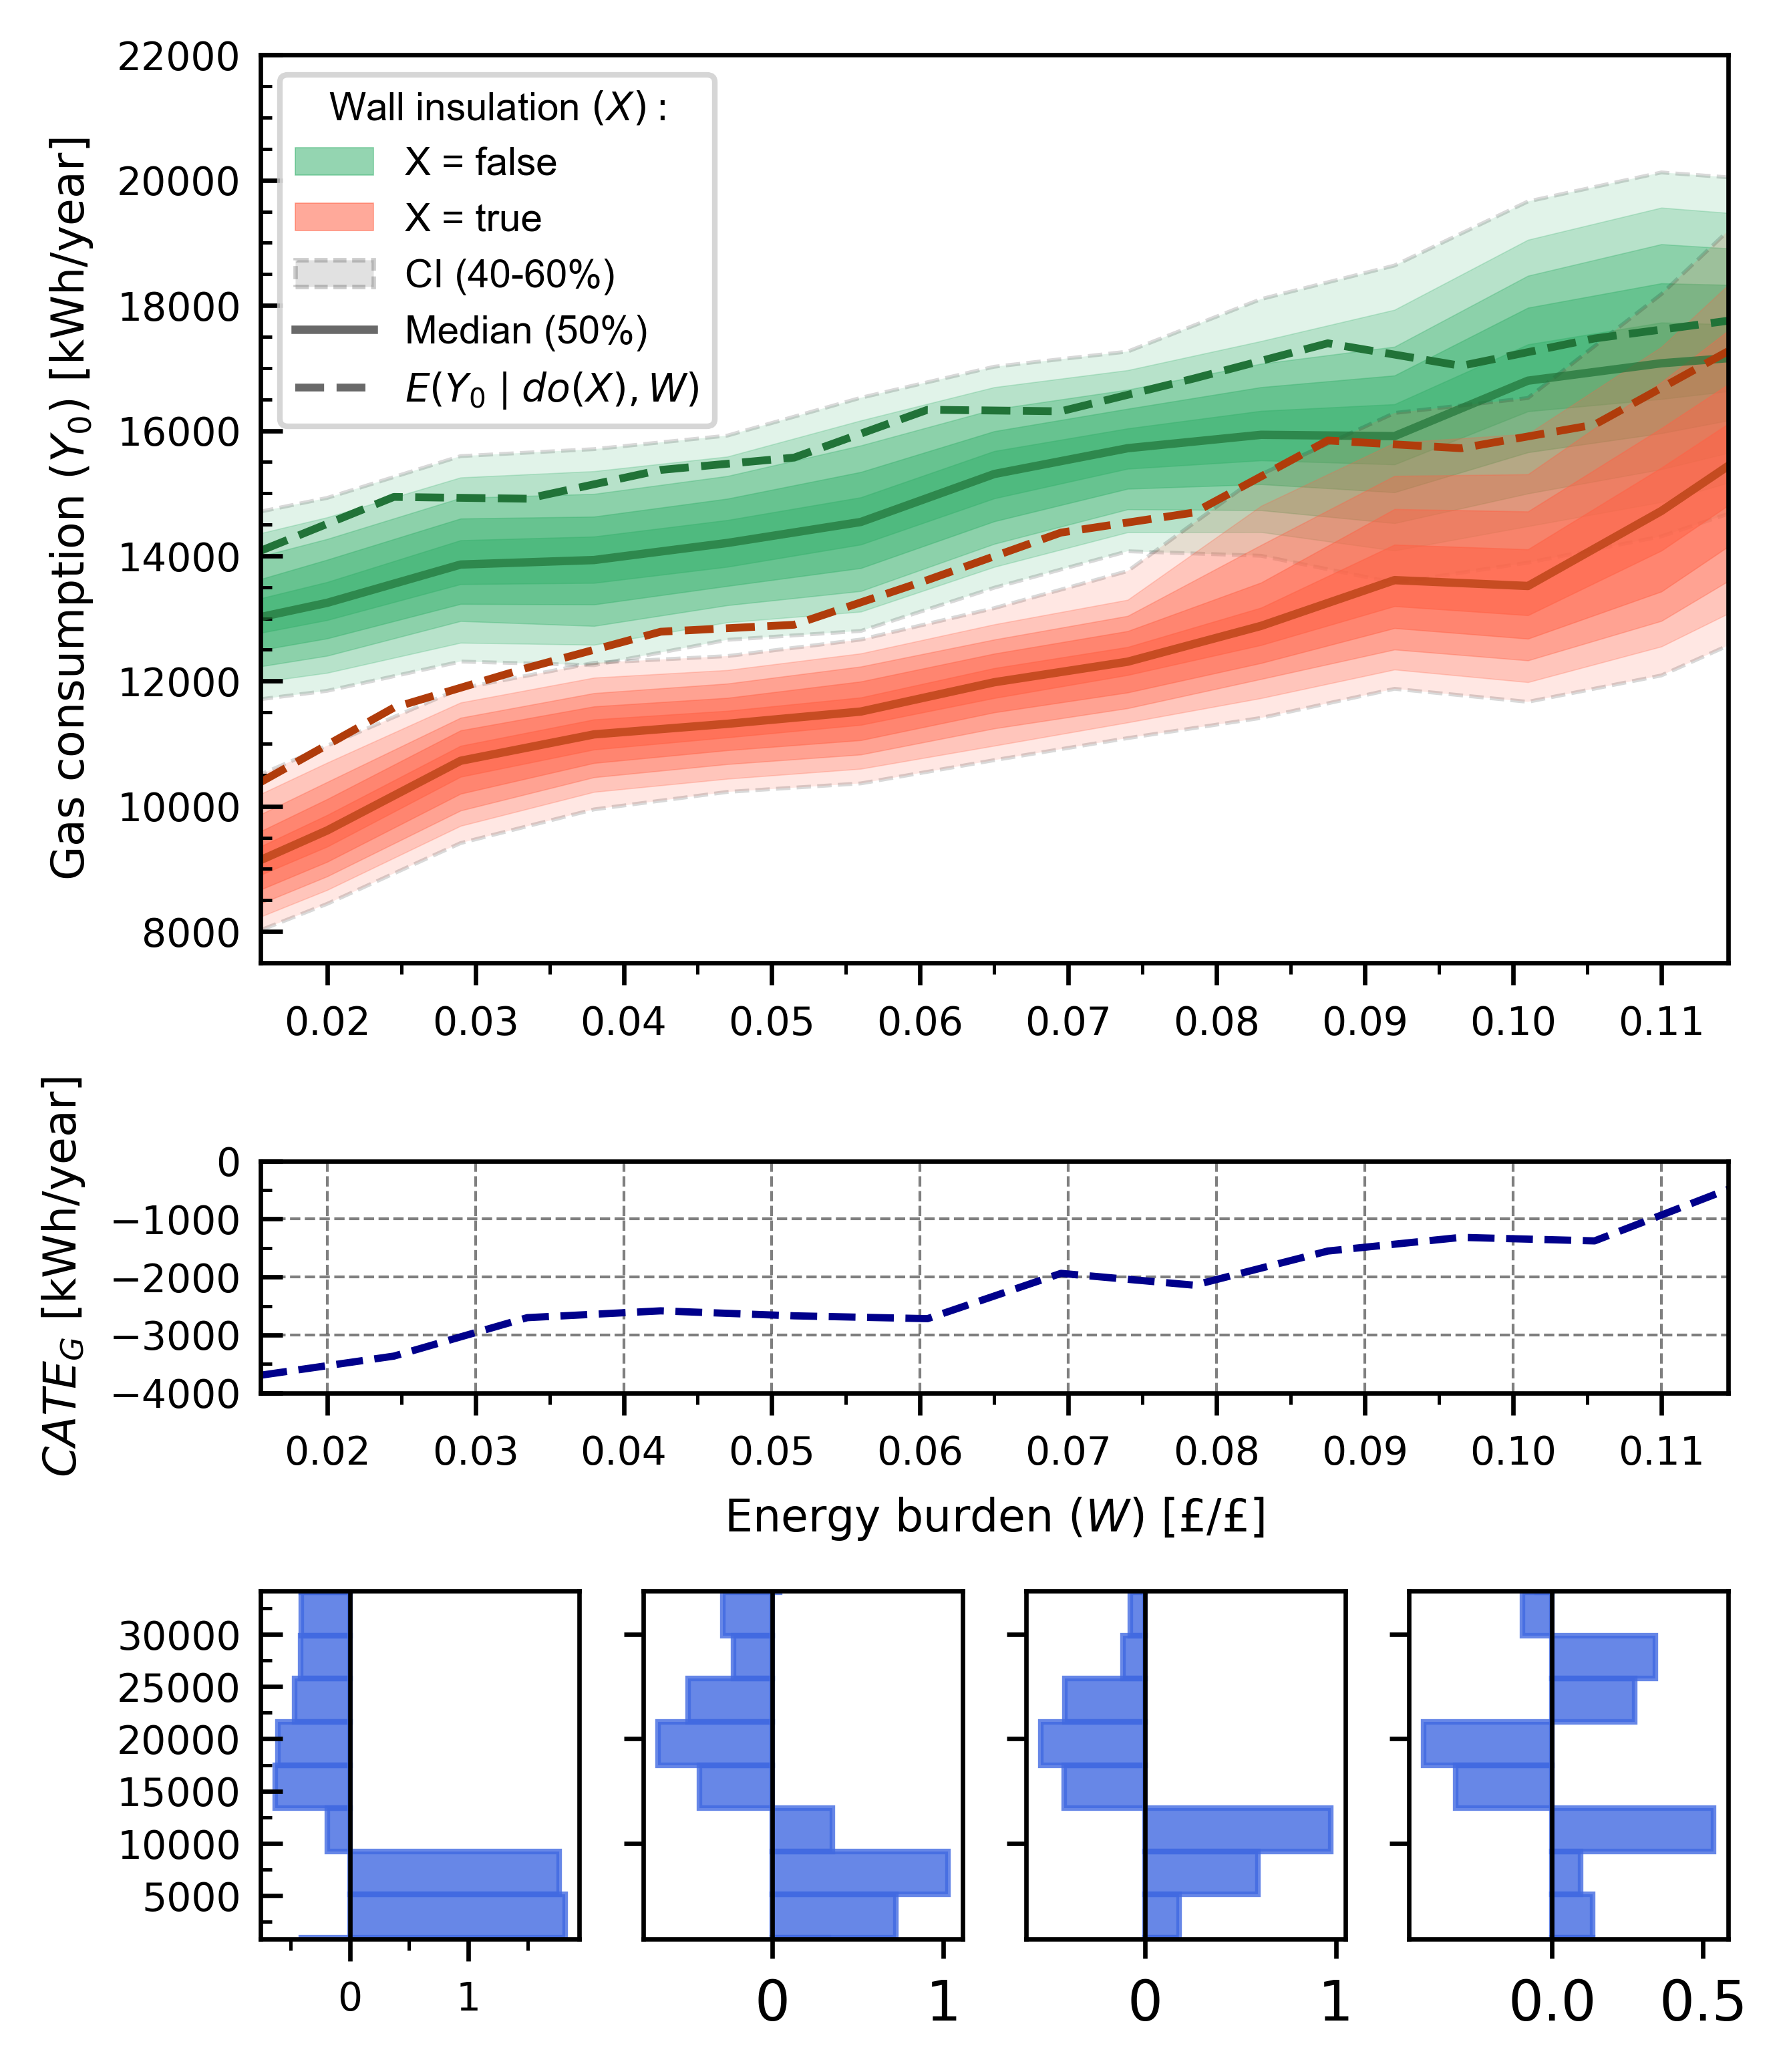 22000
20000
18000
16000
14000
12000
10000
8000
Gas consumption (Y₀) [kWh/year]
Wall insulation (X) :
X = false
X = true
CI (40-60%)
Median (50%)
E(Y₀ | do(X), W)
0.02 0.03 0.04 0.05 0.06 0.07 0.08 0.09 0.10 0.11
CATE_G [kWh/year]
0
−1000
−2000
−3000
−4000
0.02 0.03 0.04 0.05 0.06 0.07 0.08 0.09 0.10 0.11
Energy burden (W) [£/£]
30000
25000
20000
15000
10000
5000
0 1 0 1 0 1 0.0 0.5